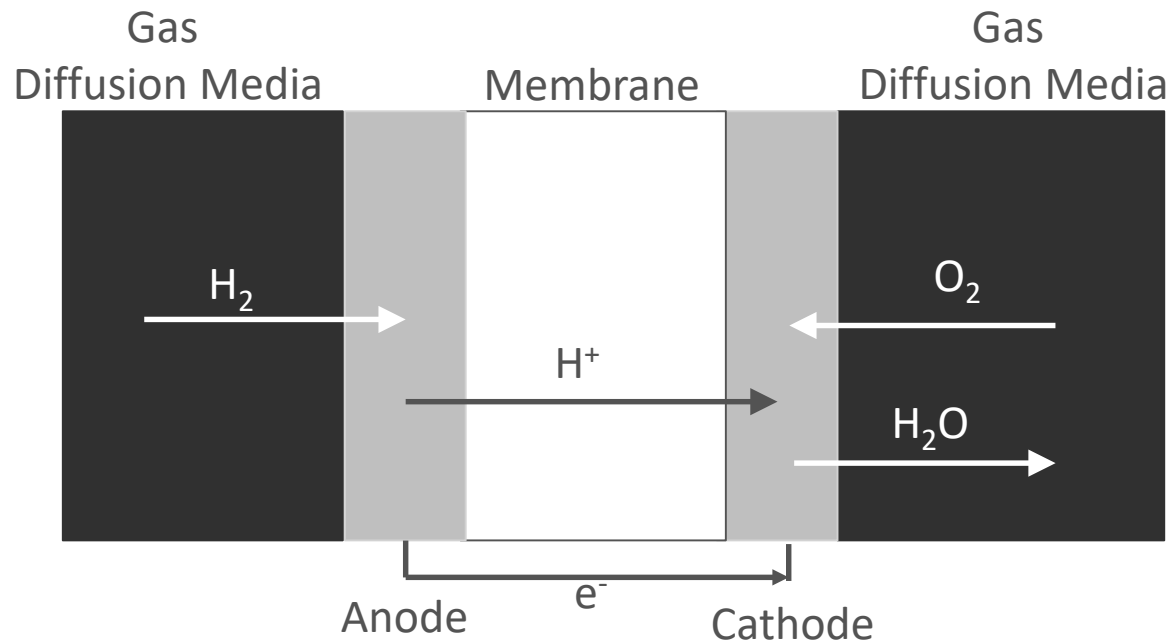 Gas
Diffusion Media
Membrane
Gas
Diffusion Media
H₂
O₂
H⁺
H₂O
e⁻
Anode
Cathode